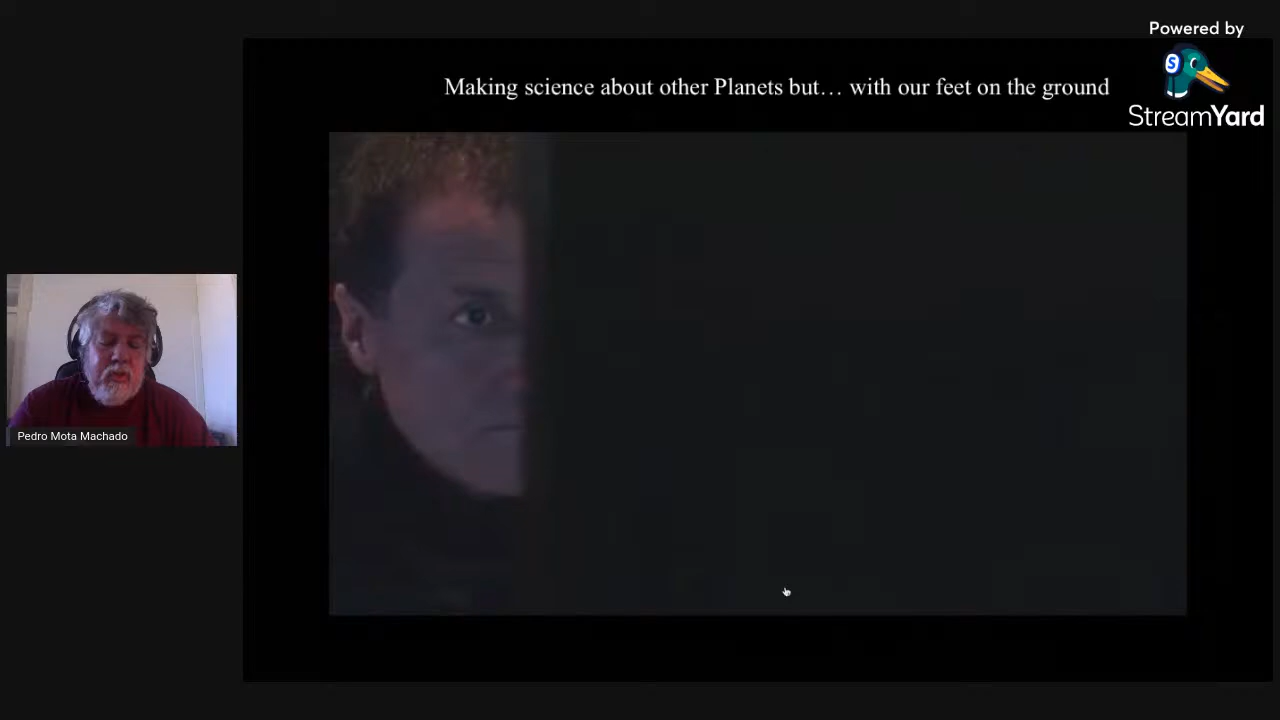 Powered by
Making science about other Planets but… with our feet on the ground
S
StreamYard
Pedro Mota Machado